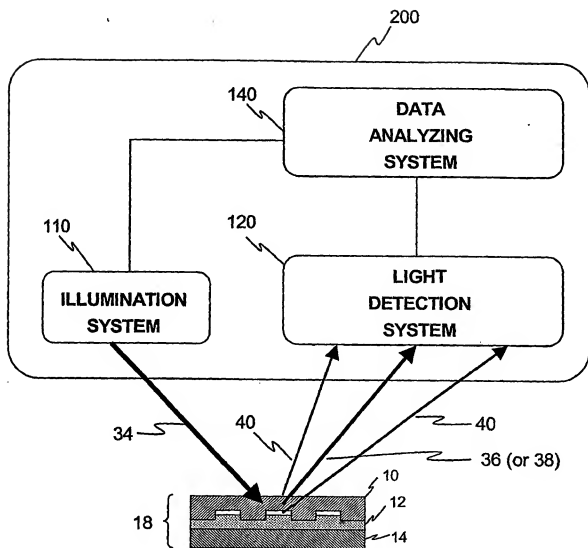 200
140
DATA
ANALYZING
SYSTEM
110
120
ILLUMINATION
SYSTEM
LIGHT
DETECTION
SYSTEM
34
40
40
36 (or 38)
10
12
18
14